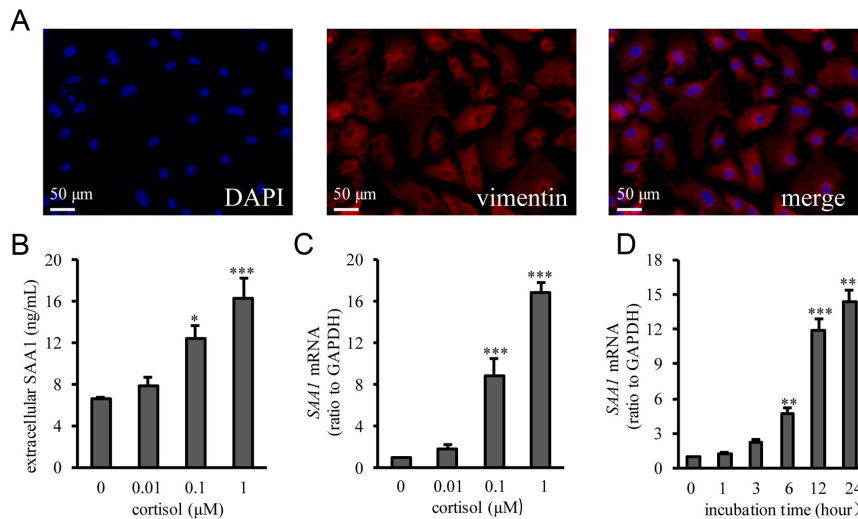 A
50 μm
DAPI
50 μm
vimentin
50 μm
merge
B
extracellular SAA1 (ng/mL)
20
16
12
8
4
0
*
***
0 0.01 0.1 1
cortisol (μM)
C
SAA1 mRNA
(ratio to GAPDH)
20
16
12
8
4
0
***
***
0 0.01 0.1 1
cortisol (μM)
D
SAA1 mRNA
(ratio to GAPDH)
18
15
12
9
6
3
0
**
***
**
0 1 3 6 12 24
incubation time (hour)